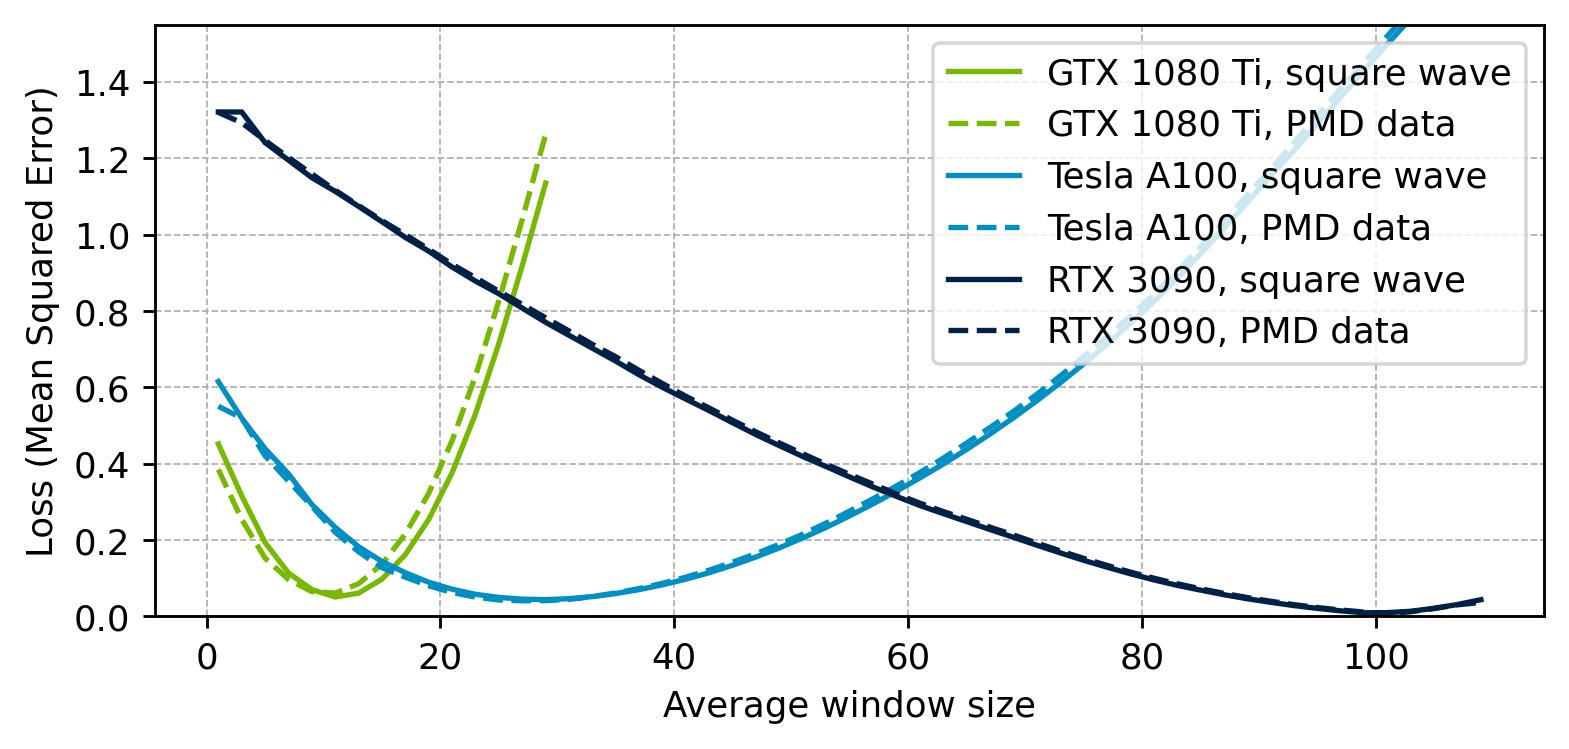 Loss (Mean Squared Error)
1.4
1.2
1.0
0.8
0.6
0.4
0.2
0.0
GTX 1080 Ti, square wave
GTX 1080 Ti, PMD data
Tesla A100, square wave
Tesla A100, PMD data
RTX 3090, square wave
RTX 3090, PMD data
0 20 40 60 80 100
Average window size